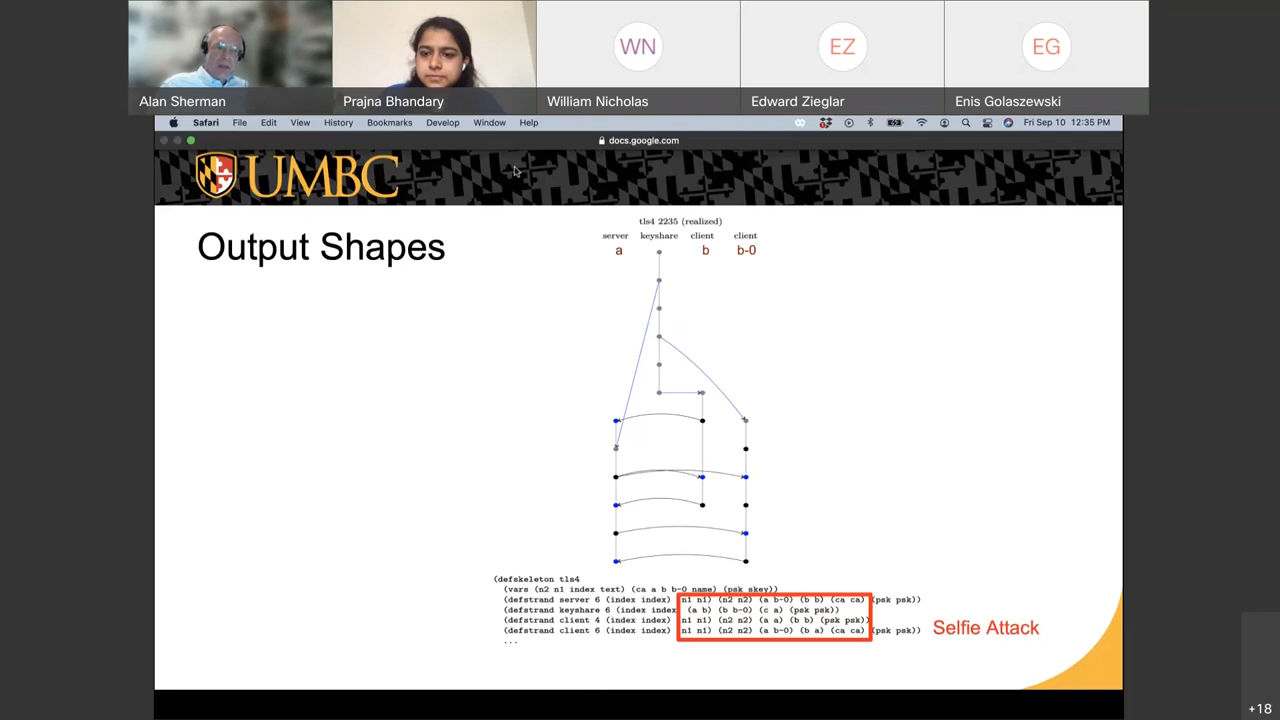 WN
EZ
EG
Alan Sherman
Prajna Bhandary
William Nicholas
Edward Zieglar
Enis Golaszewski
Safari File Edit View History Bookmarks Develop Window Help Fri Sep 10 12:35 PM
docs.google.com
UMBC
Output Shapes
tls4 2235 (realized)
server keyshare client client
a b b-0
(defskeleton tls4
(vars (n2 n1 index text) (ca a b b-0 name) (psk skey))
(defstrand server 6 (index index) (n1 n1) (n2 n2) (a b-0) (b b) (ca ca) (psk psk))
(defstrand keyshare 6 (index index) (a b) (b b-0) (c a) (psk psk))
(defstrand client 4 (index index) (n1 n1) (n2 n2) (a a) (b b) (psk psk))
(defstrand client 6 (index index) (n1 n1) (n2 n2) (a b-0) (b a) (ca ca) (psk psk))
...
Selfie Attack
+18